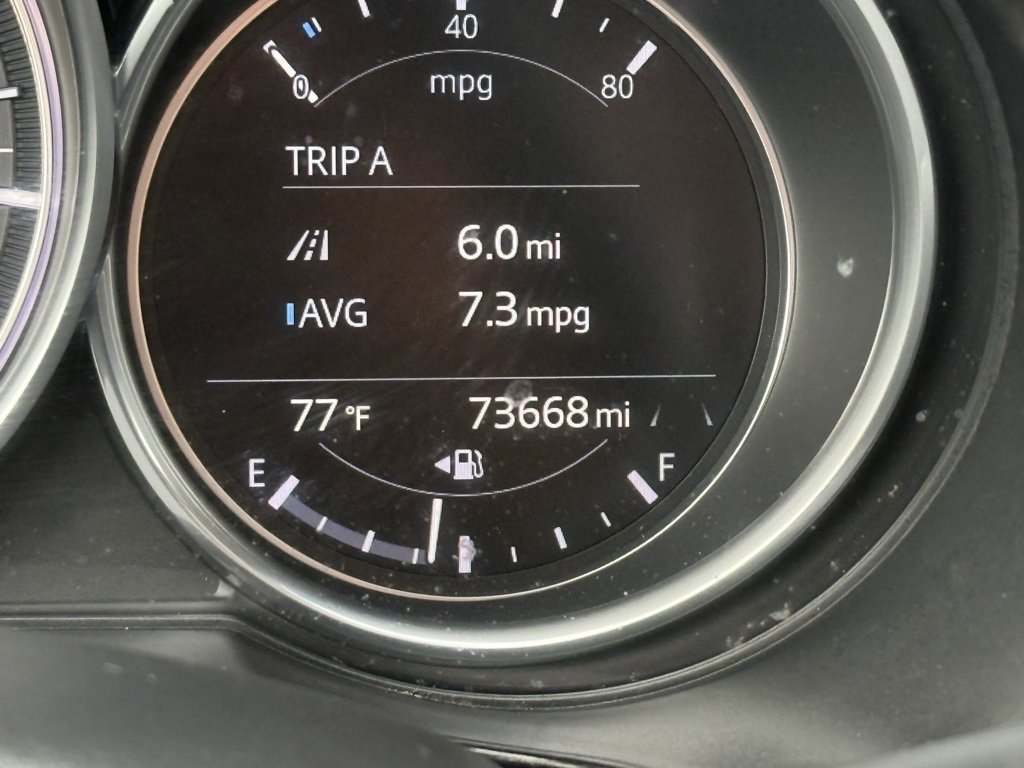 40
0 mpg 80
TRIP A
6.0 mi
AVG 7.3 mpg
77 °F 73668 mi
E F